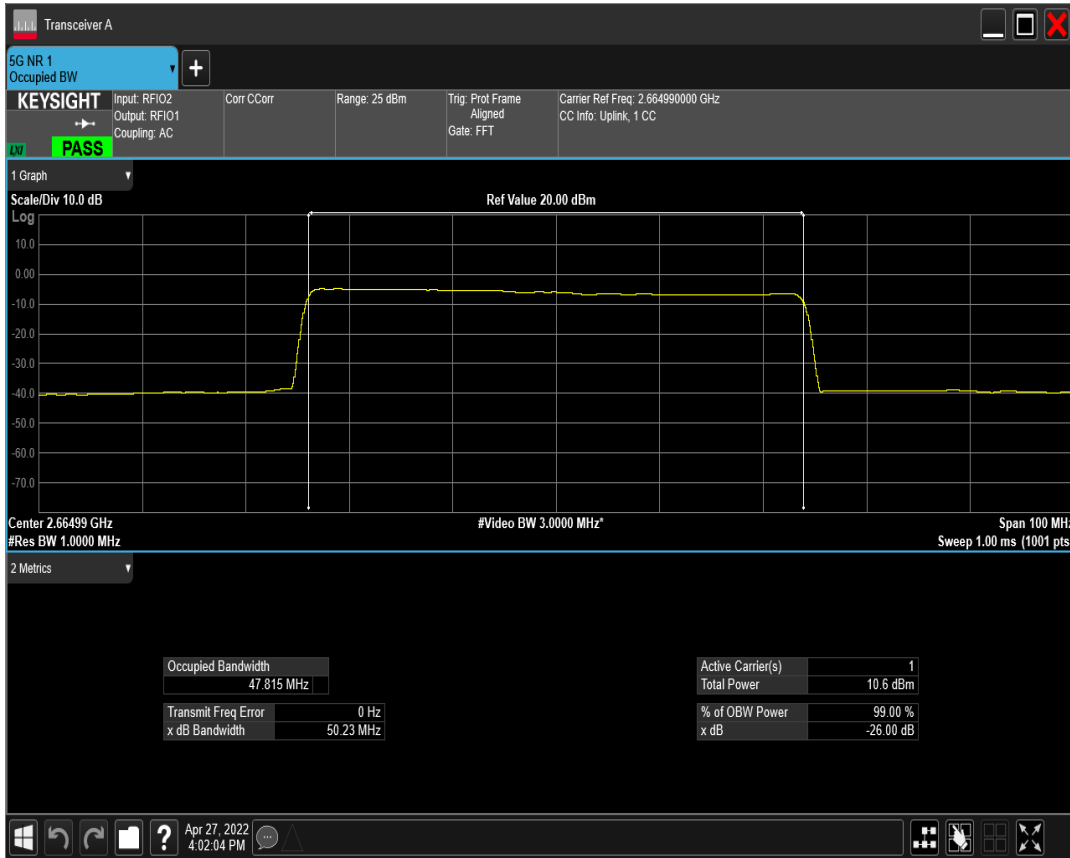 Transceiver A
5G NR 1
Occupied BW
+
KEYSIGHT
LXI
PASS
Input: RFIO2
Output: RFIO1
Coupling: AC
Corr CCorr
Range: 25 dBm
Trig: Prot Frame
Aligned
Gate: FFT
Carrier Ref Freq: 2.664990000 GHz
CC Info: Uplink, 1 CC
1 Graph
Scale/Div 10.0 dB
Ref Value 20.00 dBm
Log
10.0
0.00
-10.0
-20.0
-30.0
-40.0
-50.0
-60.0
-70.0
Center 2.66499 GHz
#Video BW 3.0000 MHz*
Span 100 MHz
#Res BW 1.0000 MHz
Sweep 1.00 ms (1001 pts
2 Metrics
Occupied Bandwidth
47.815 MHz
Transmit Freq Error 0 Hz
x dB Bandwidth 50.23 MHz
Active Carrier(s) 1
Total Power 10.6 dBm
% of OBW Power 99.00 %
x dB -26.00 dB
?
Apr 27, 2022
4:02:04 PM